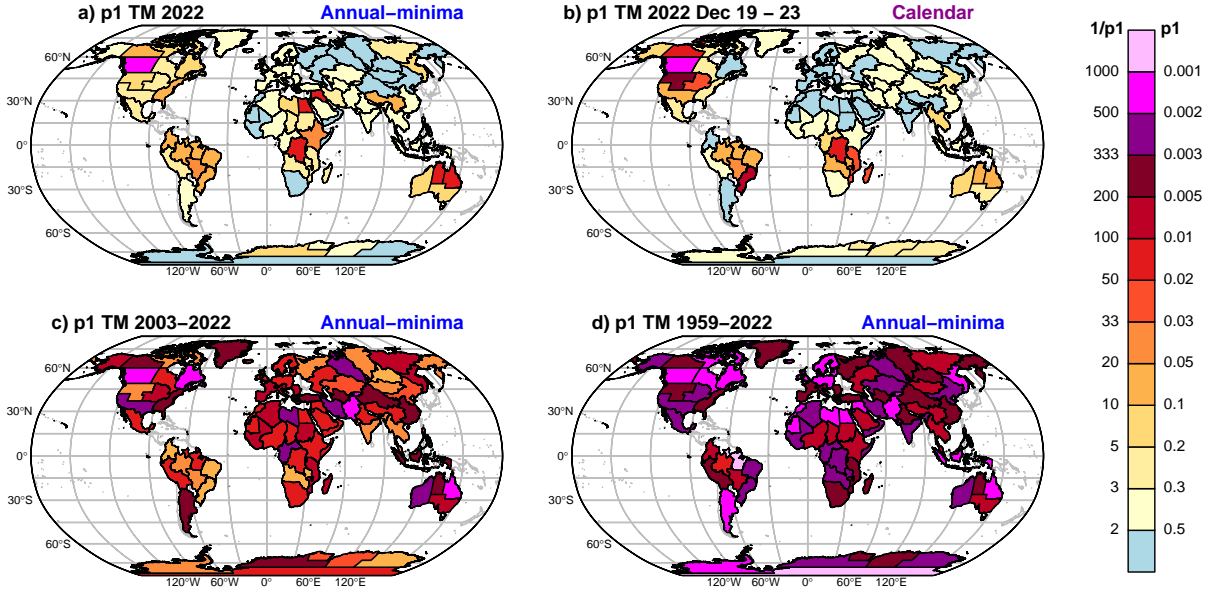 a) p1 TM 2022 Annual−minima
60°N
30°N
0°
30°S
60°S
120°W 60°W 0° 60°E 120°E
b) p1 TM 2022 Dec 19 − 23 Calendar
60°N
30°N
0°
30°S
60°S
120°W 60°W 0° 60°E 120°E
c) p1 TM 2003−2022 Annual−minima
60°N
30°N
0°
30°S
60°S
120°W 60°W 0° 60°E 120°E
d) p1 TM 1959−2022 Annual−minima
60°N
30°N
0°
30°S
60°S
120°W 60°W 0° 60°E 120°E
1/p1 p1
1000 0.001
500 0.002
333 0.003
200 0.005
100 0.01
50 0.02
33 0.03
20 0.05
10 0.1
5 0.2
3 0.3
2 0.5